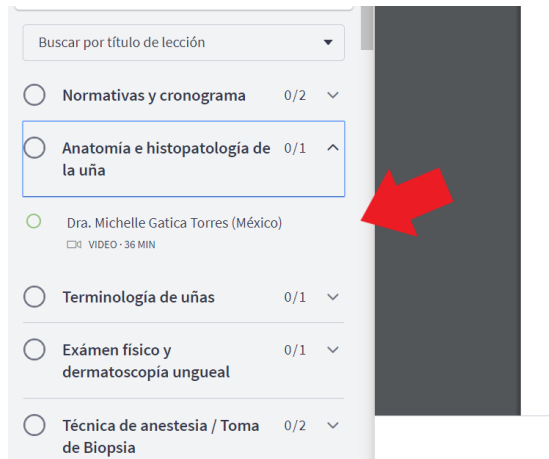 Buscar por título de lección
Normativas y cronograma 0/2
Anatomía e histopatología de 0/1
la uña
Dra. Michelle Gatica Torres (México)
VIDEO · 36 MIN
Terminología de uñas 0/1
Exámen físico y 0/1
dermatoscopía ungueal
Técnica de anestesia / Toma 0/2
de Biopsia